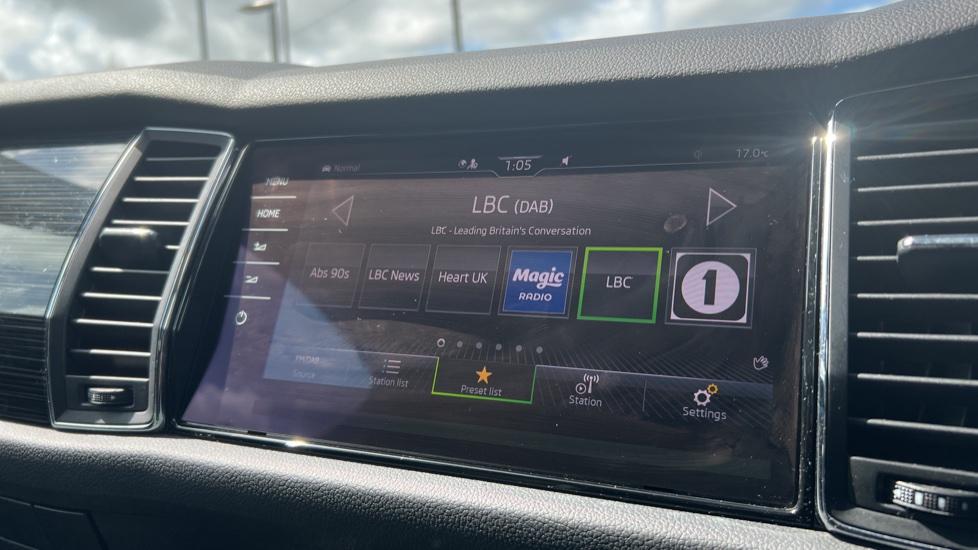 Normal
1:05
17.0°C
MENU
HOME
LBC (DAB)
LBC - Leading Britain's Conversation
Abs 90s
LBC News
Heart UK
Magic
RADIO
LBC
1
FM/DAB
Source
Station list
Preset list
Station
Settings